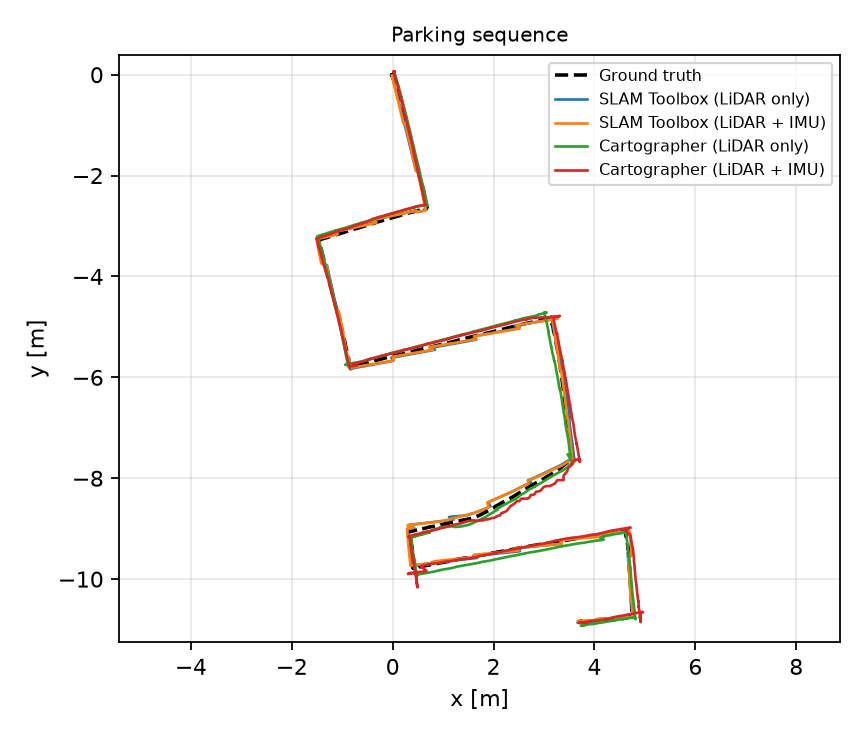 Parking sequence
Ground truth
SLAM Toolbox (LiDAR only)
SLAM Toolbox (LiDAR + IMU)
Cartographer (LiDAR only)
Cartographer (LiDAR + IMU)
0
−2
−4
−6
−8
−10
y [m]
−4
−2
0
2
4
6
8
x [m]